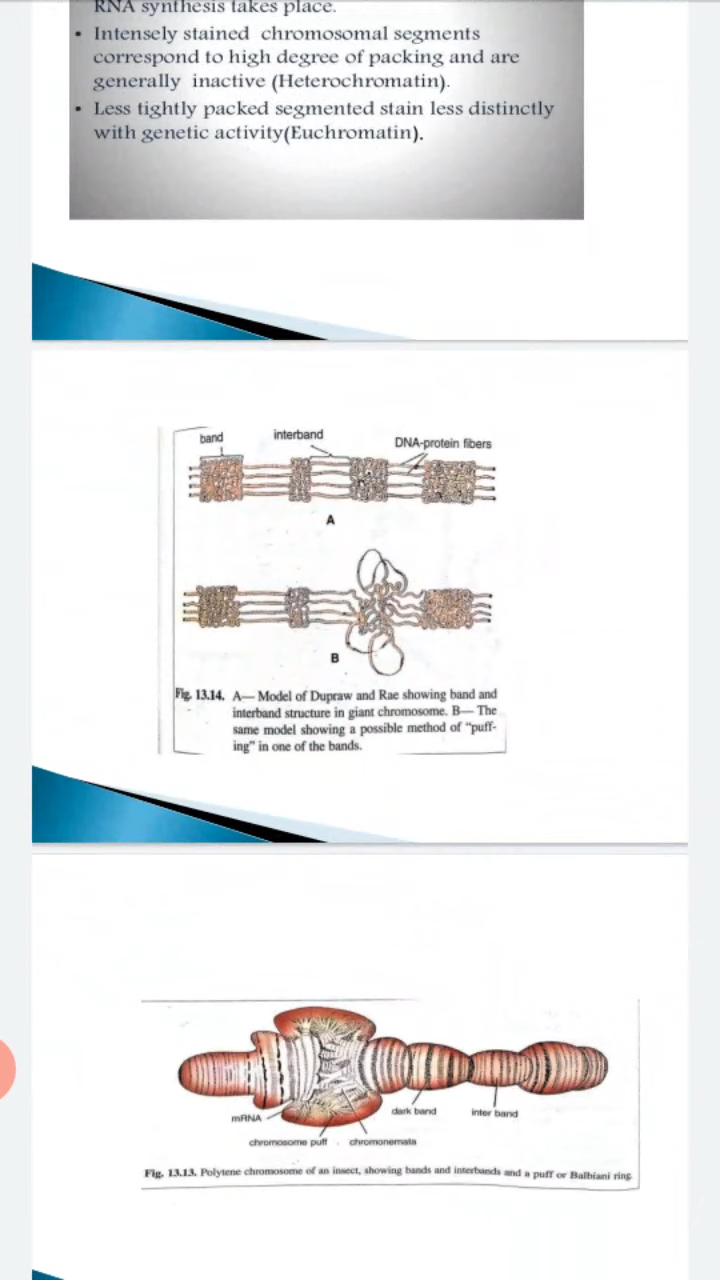 RNA synthesis takes place.
• Intensely stained chromosomal segments
correspond to high degree of packing and are
generally inactive (Heterochromatin).
• Less tightly packed segmented stain less distinctly
with genetic activity(Euchromatin).
band
interband
DNA-protein fibers
A
B
Fig. 13.14. A— Model of Dupraw and Rae showing band and
interband structure in giant chromosome. B— The
same model showing a possible method of “puff-
ing” in one of the bands.
mRNA
dark band
inter band
chromosome puff
chromonemata
Fig. 13.13. Polytene chromosome of an insect, showing bands and interbands and a puff or Balbiani ring.